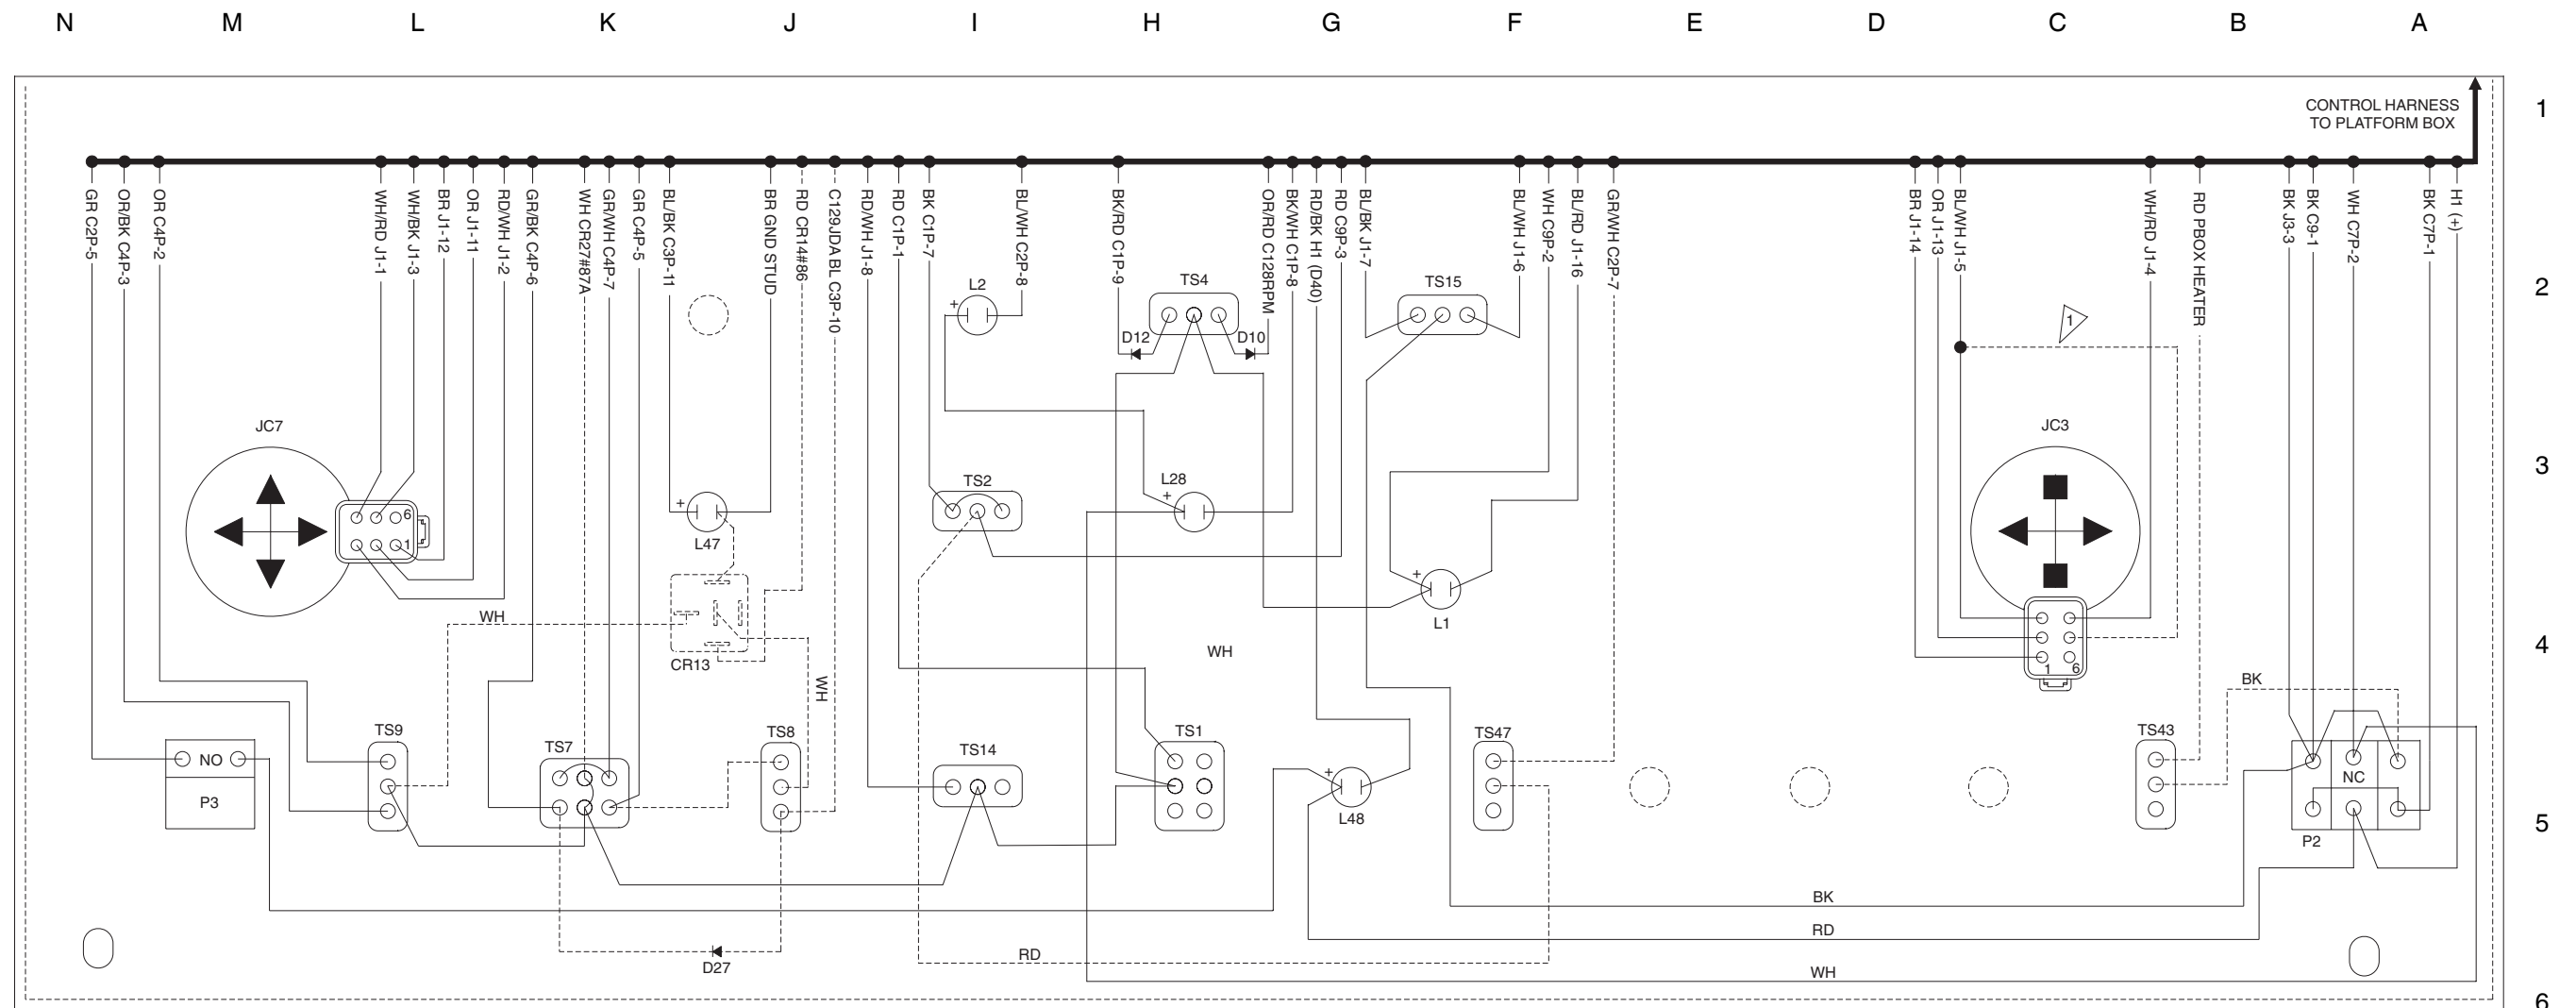 N M L K J I H G F E D C B A
1
CONTROL HARNESS
TO PLATFORM BOX
GR C2P-5
OR/BK C4P-3
OR C4P-2
WH/RD J1-1
WH/BK J1-3
BR J1-12
OR J1-11
RD/WH J1-2
GR/BK C4P-6
WH CR27#87A
GR/WH C4P-7
GR C4P-5
BL/BK C3P-11
BR GND STUD
RD CR14#86
C129JDA BL C3P-10
RD/WH J1-8
RD C1P-1
BK C1P-7
BL/WH C2P-8
BK/RD C1P-9
OR/RD C128RPM
BK/WH C1P-8
RD/BK H1 (D40)
RD C9P-3
BL/BK J1-7
BL/WH J1-6
WH C9P-2
BL/RD J1-16
GR/WH C2P-7
BR J1-14
OR J1-13
BL/WH J1-5
WH/RD J1-4
RD PBOX HEATER
BK J3-3
BK C9-1
WH C7P-2
BK C7P-1
H1 (+)
2
L2
+
TS4
D12
D10
TS15
1
3
JC7
6
1
+
L47
TS2
L28
+
JC3
1 6
4
WH
CR13
WH
WH
+
L1
BK
5
NO
P3
TS9
TS7
TS8
TS14
TS1
+
L48
TS47
TS43
NC
P2
D27
RD
BK
RD
WH
6